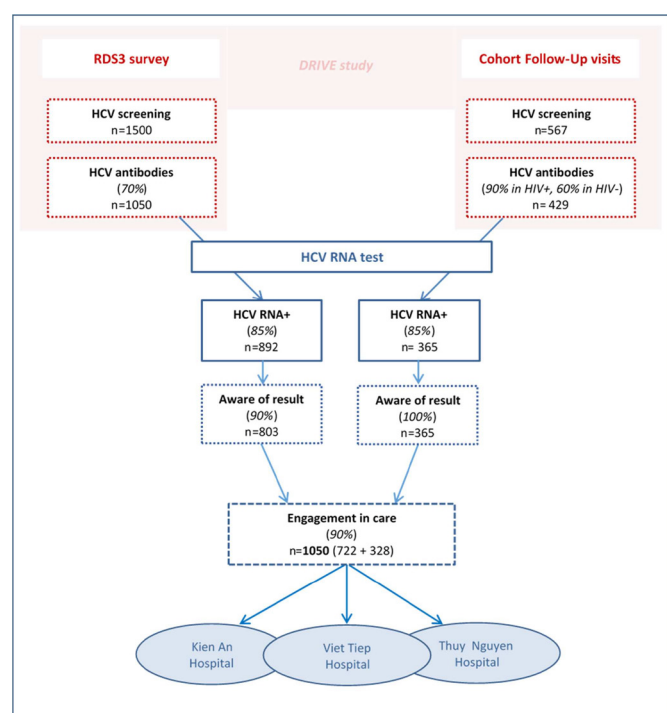 RDS3 survey
DRIVE study
Cohort Follow-Up visits
HCV screening
n=1500
HCV screening
n=567
HCV antibodies
(70%)
n=1050
HCV antibodies
(90% in HIV+, 60% in HIV-)
n= 429
HCV RNA test
HCV RNA+
(85%)
n=892
HCV RNA+
(85%)
n= 365
Aware of result
(90%)
n=803
Aware of result
(100%)
n=365
Engagement in care
(90%)
n=1050 (722 + 328)
Kien An
Hospital
Viet Tiep
Hospital
Thuy Nguyen
Hospital